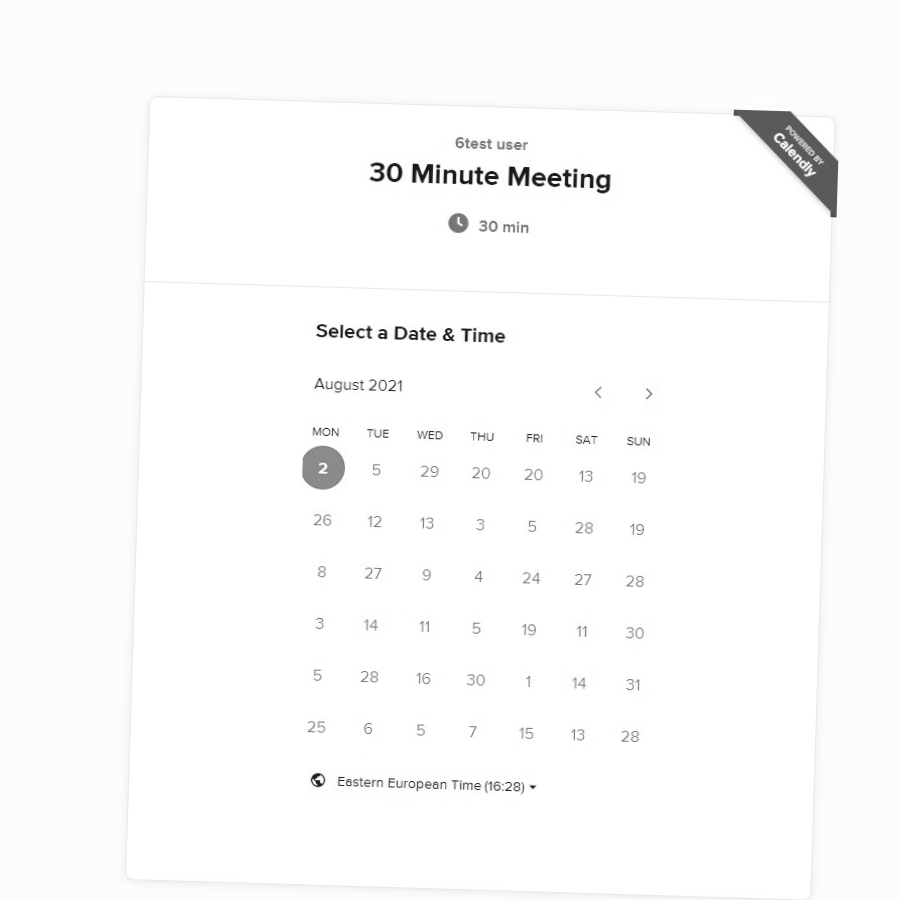 POWERED BY
Calendly
6test user
30 Minute Meeting
30 min
Select a Date & Time
August 2021
MON TUE WED THU FRI SAT SUN
2 5 29 20 20 13 19
26 12 13 3 5 28 19
8 27 9 4 24 27 28
3 14 11 5 19 11 30
5 28 16 30 1 14 31
25 6 5 7 15 13 28
Eastern European Time (16:28)